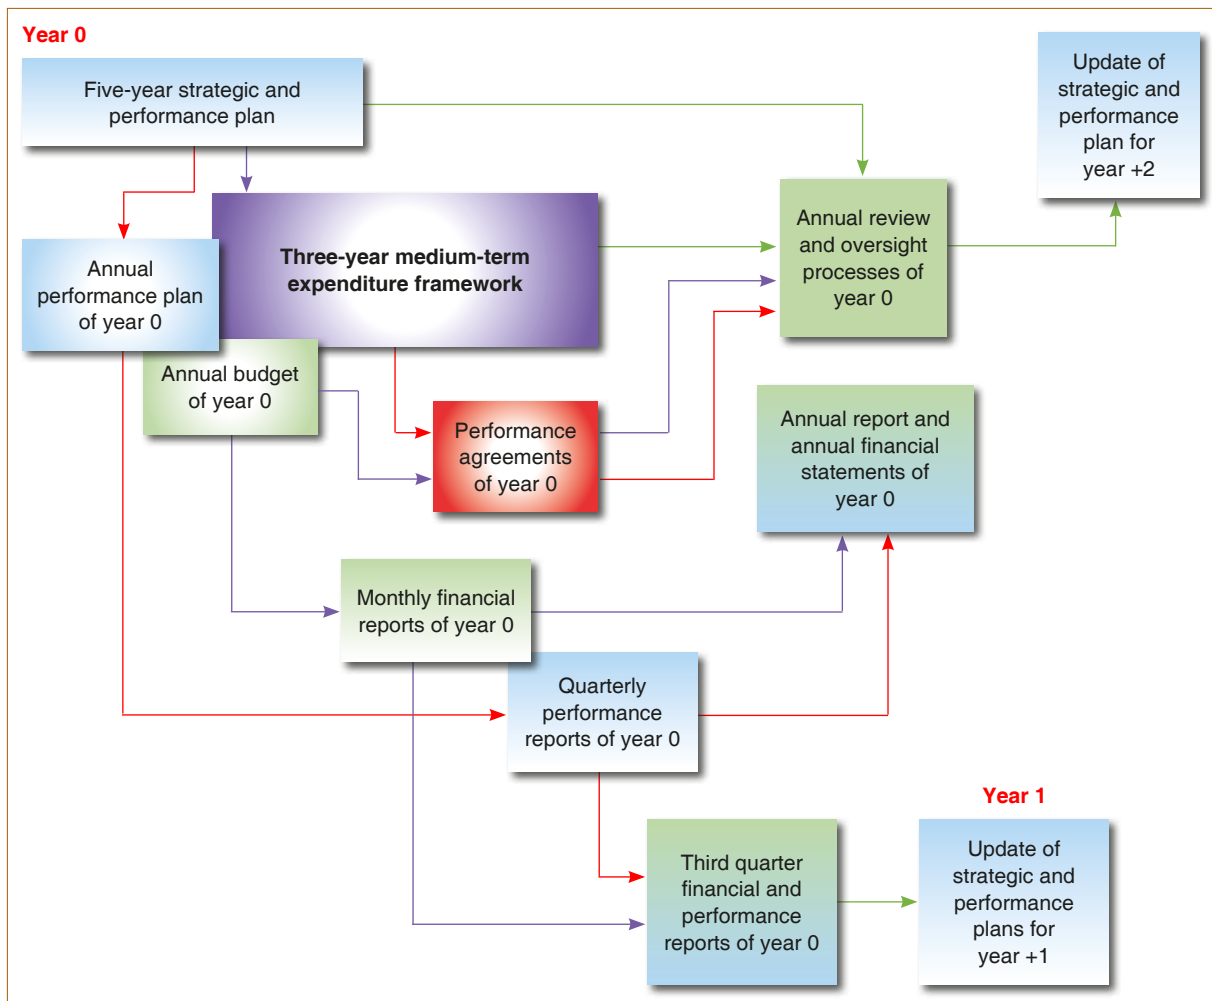 Year 0
Five-year strategic and
performance plan
Update of
strategic and
performance
plan for
year +2
Three-year medium-term
expenditure framework
Annual review
and oversight
processes of
year 0
Annual
performance plan
of year 0
Annual budget
of year 0
Performance
agreements
of year 0
Annual report and
annual financial
statements of
year 0
Monthly financial
reports of year 0
Quarterly
performance
reports of year 0
Year 1
Third quarter
financial and
performance
reports of year 0
Update of
strategic and
performance
plans for
year +1